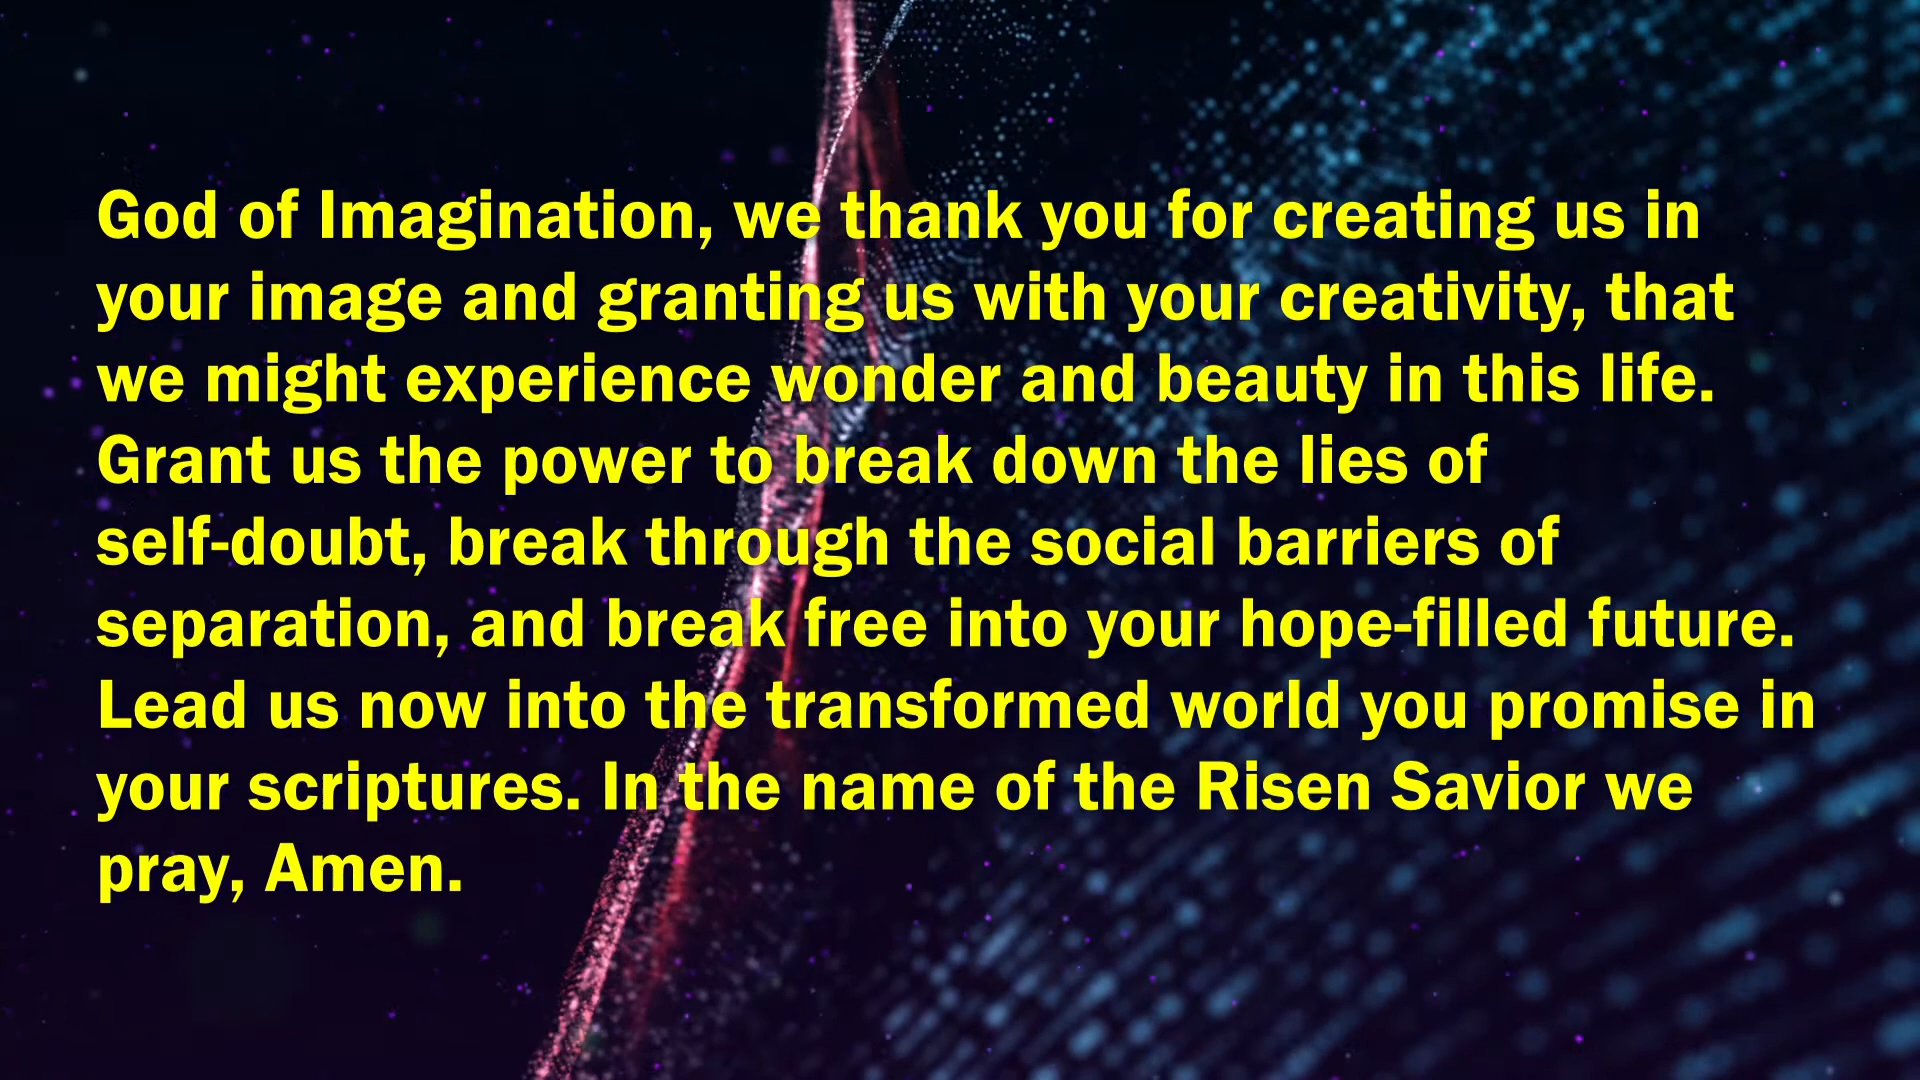 God of Imagination, we thank you for creating us in
your image and granting us with your creativity, that
we might experience wonder and beauty in this life.
Grant us the power to break down the lies of
self-doubt, break through the social barriers of
separation, and break free into your hope-filled future.
Lead us now into the transformed world you promise in
your scriptures. In the name of the Risen Savior we
pray, Amen.